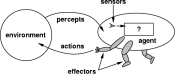 sensors
percepts
?
environment
agent
actions
effectors